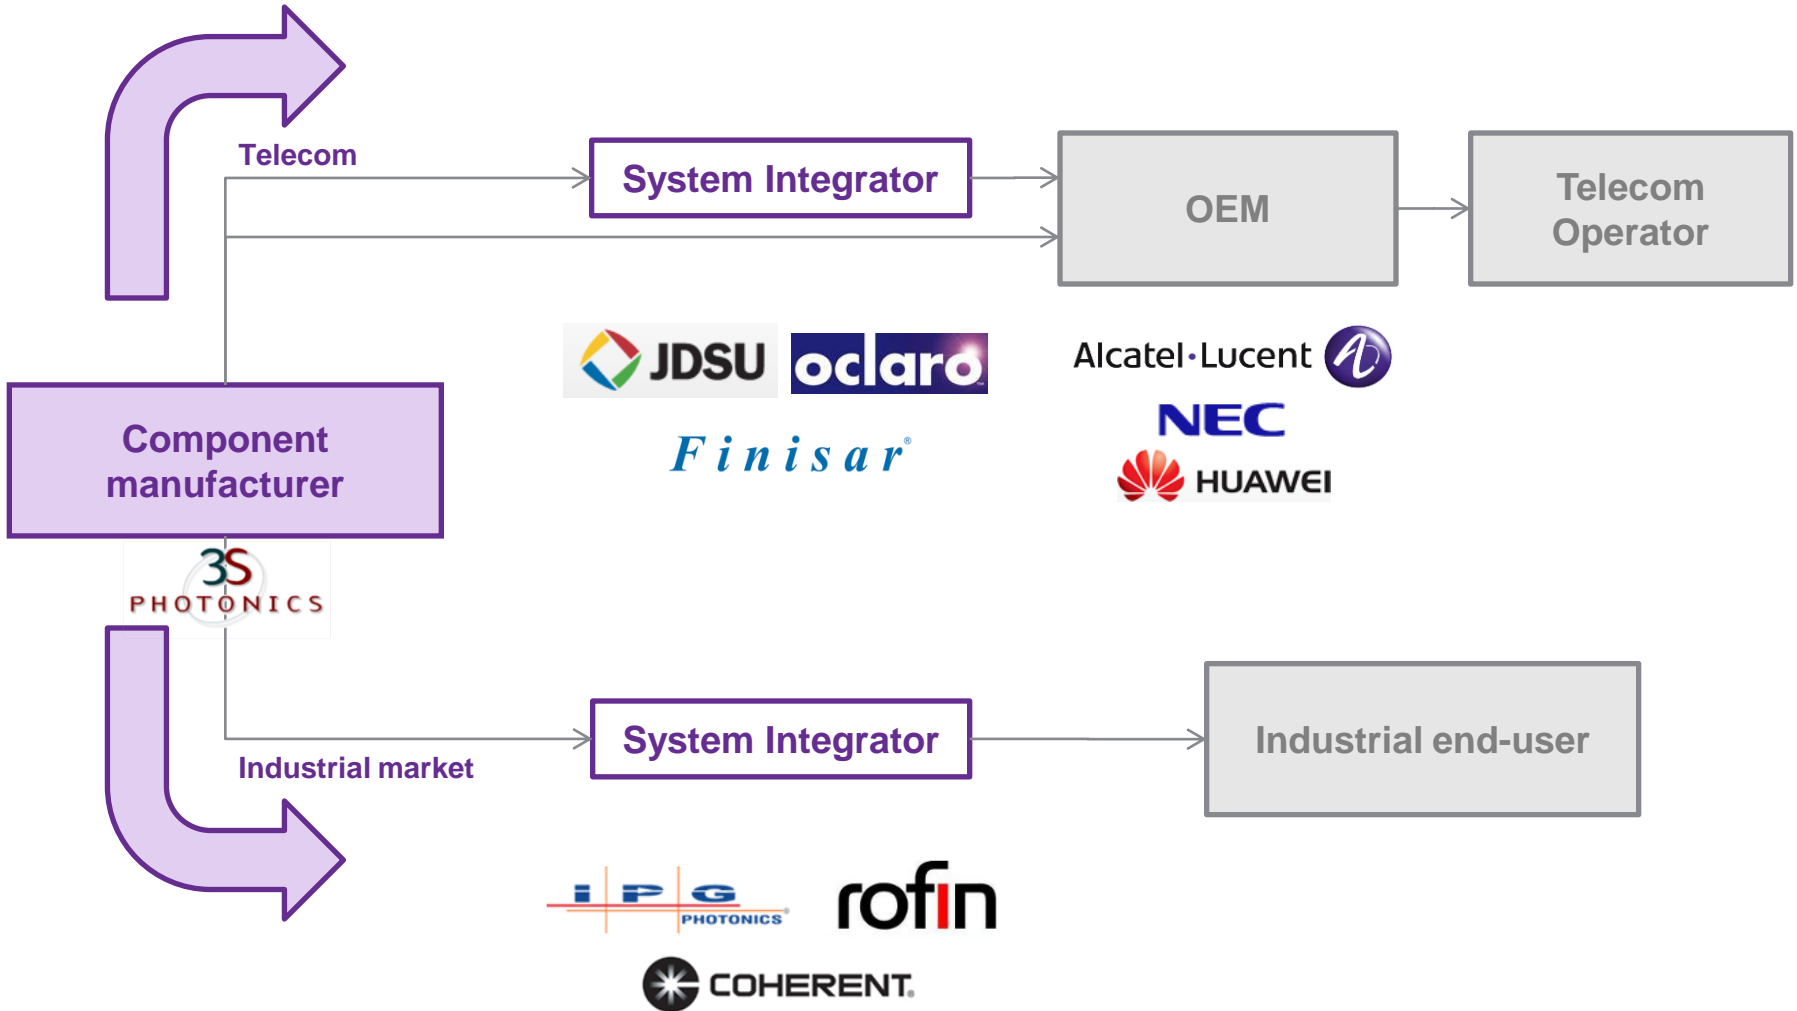 Telecom
System Integrator
OEM
Telecom
Operator
JDSU
oclaro
Alcatel·Lucent
NEC
Finisar®
HUAWEI
Component
manufacturer
3S
PHOTONICS
System Integrator
Industrial end-user
Industrial market
IPG
PHOTONICS®
rofin
COHERENT®